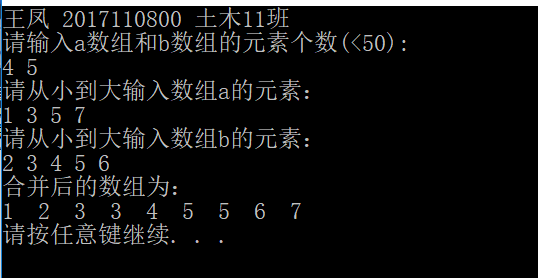 王凤 2017110800 土木11班
请输入a数组和b数组的元素个数(<50):
4 5
请从小到大输入数组a的元素:
1 3 5 7
请从小到大输入数组b的元素:
2 3 4 5 6
合并后的数组为:
1  2  3  3  4  5  5  6  7
请按任意键继续. . .